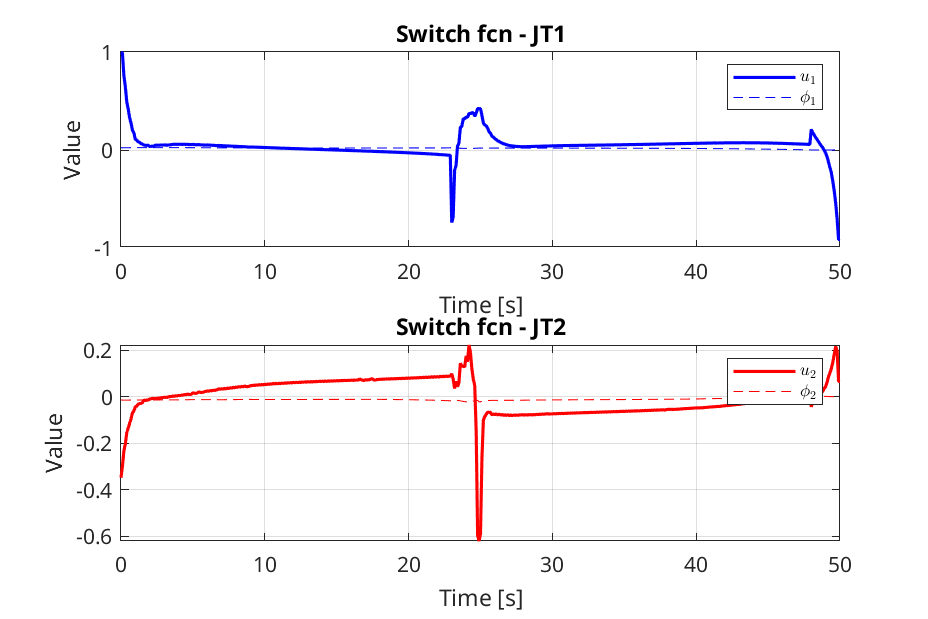 Switch fcn - JT1
1
0
-1
Value
u₁
ϕ₁
0 10 20 30 40 50
Time [s]
Switch fcn - JT2
0.2
0
-0.2
-0.4
-0.6
Value
u₂
ϕ₂
0 10 20 30 40 50
Time [s]